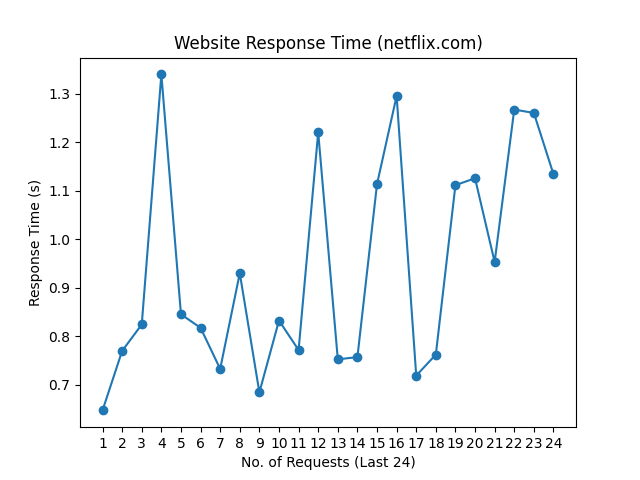 Website Response Time (netflix.com)
Response Time (s)
1.3
1.2
1.1
1.0
0.9
0.8
0.7
1 2 3 4 5 6 7 8 9 10 11 12 13 14 15 16 17 18 19 20 21 22 23 24
No. of Requests (Last 24)